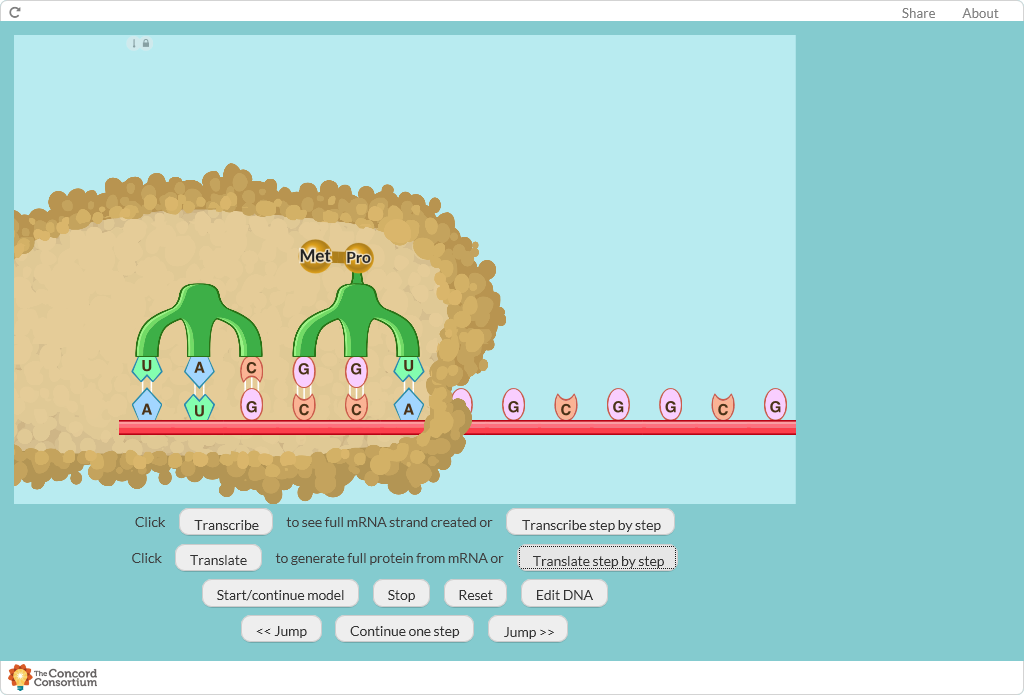 Share About
Met Pro
U A C G G U
A U G C C A G C G G C G
Click Transcribe to see full mRNA strand created or Transcribe step by step
Click Translate to generate full protein from mRNA or Translate step by step
Start/continue model Stop Reset Edit DNA
<< Jump Continue one step Jump >>
The Concord
Consortium